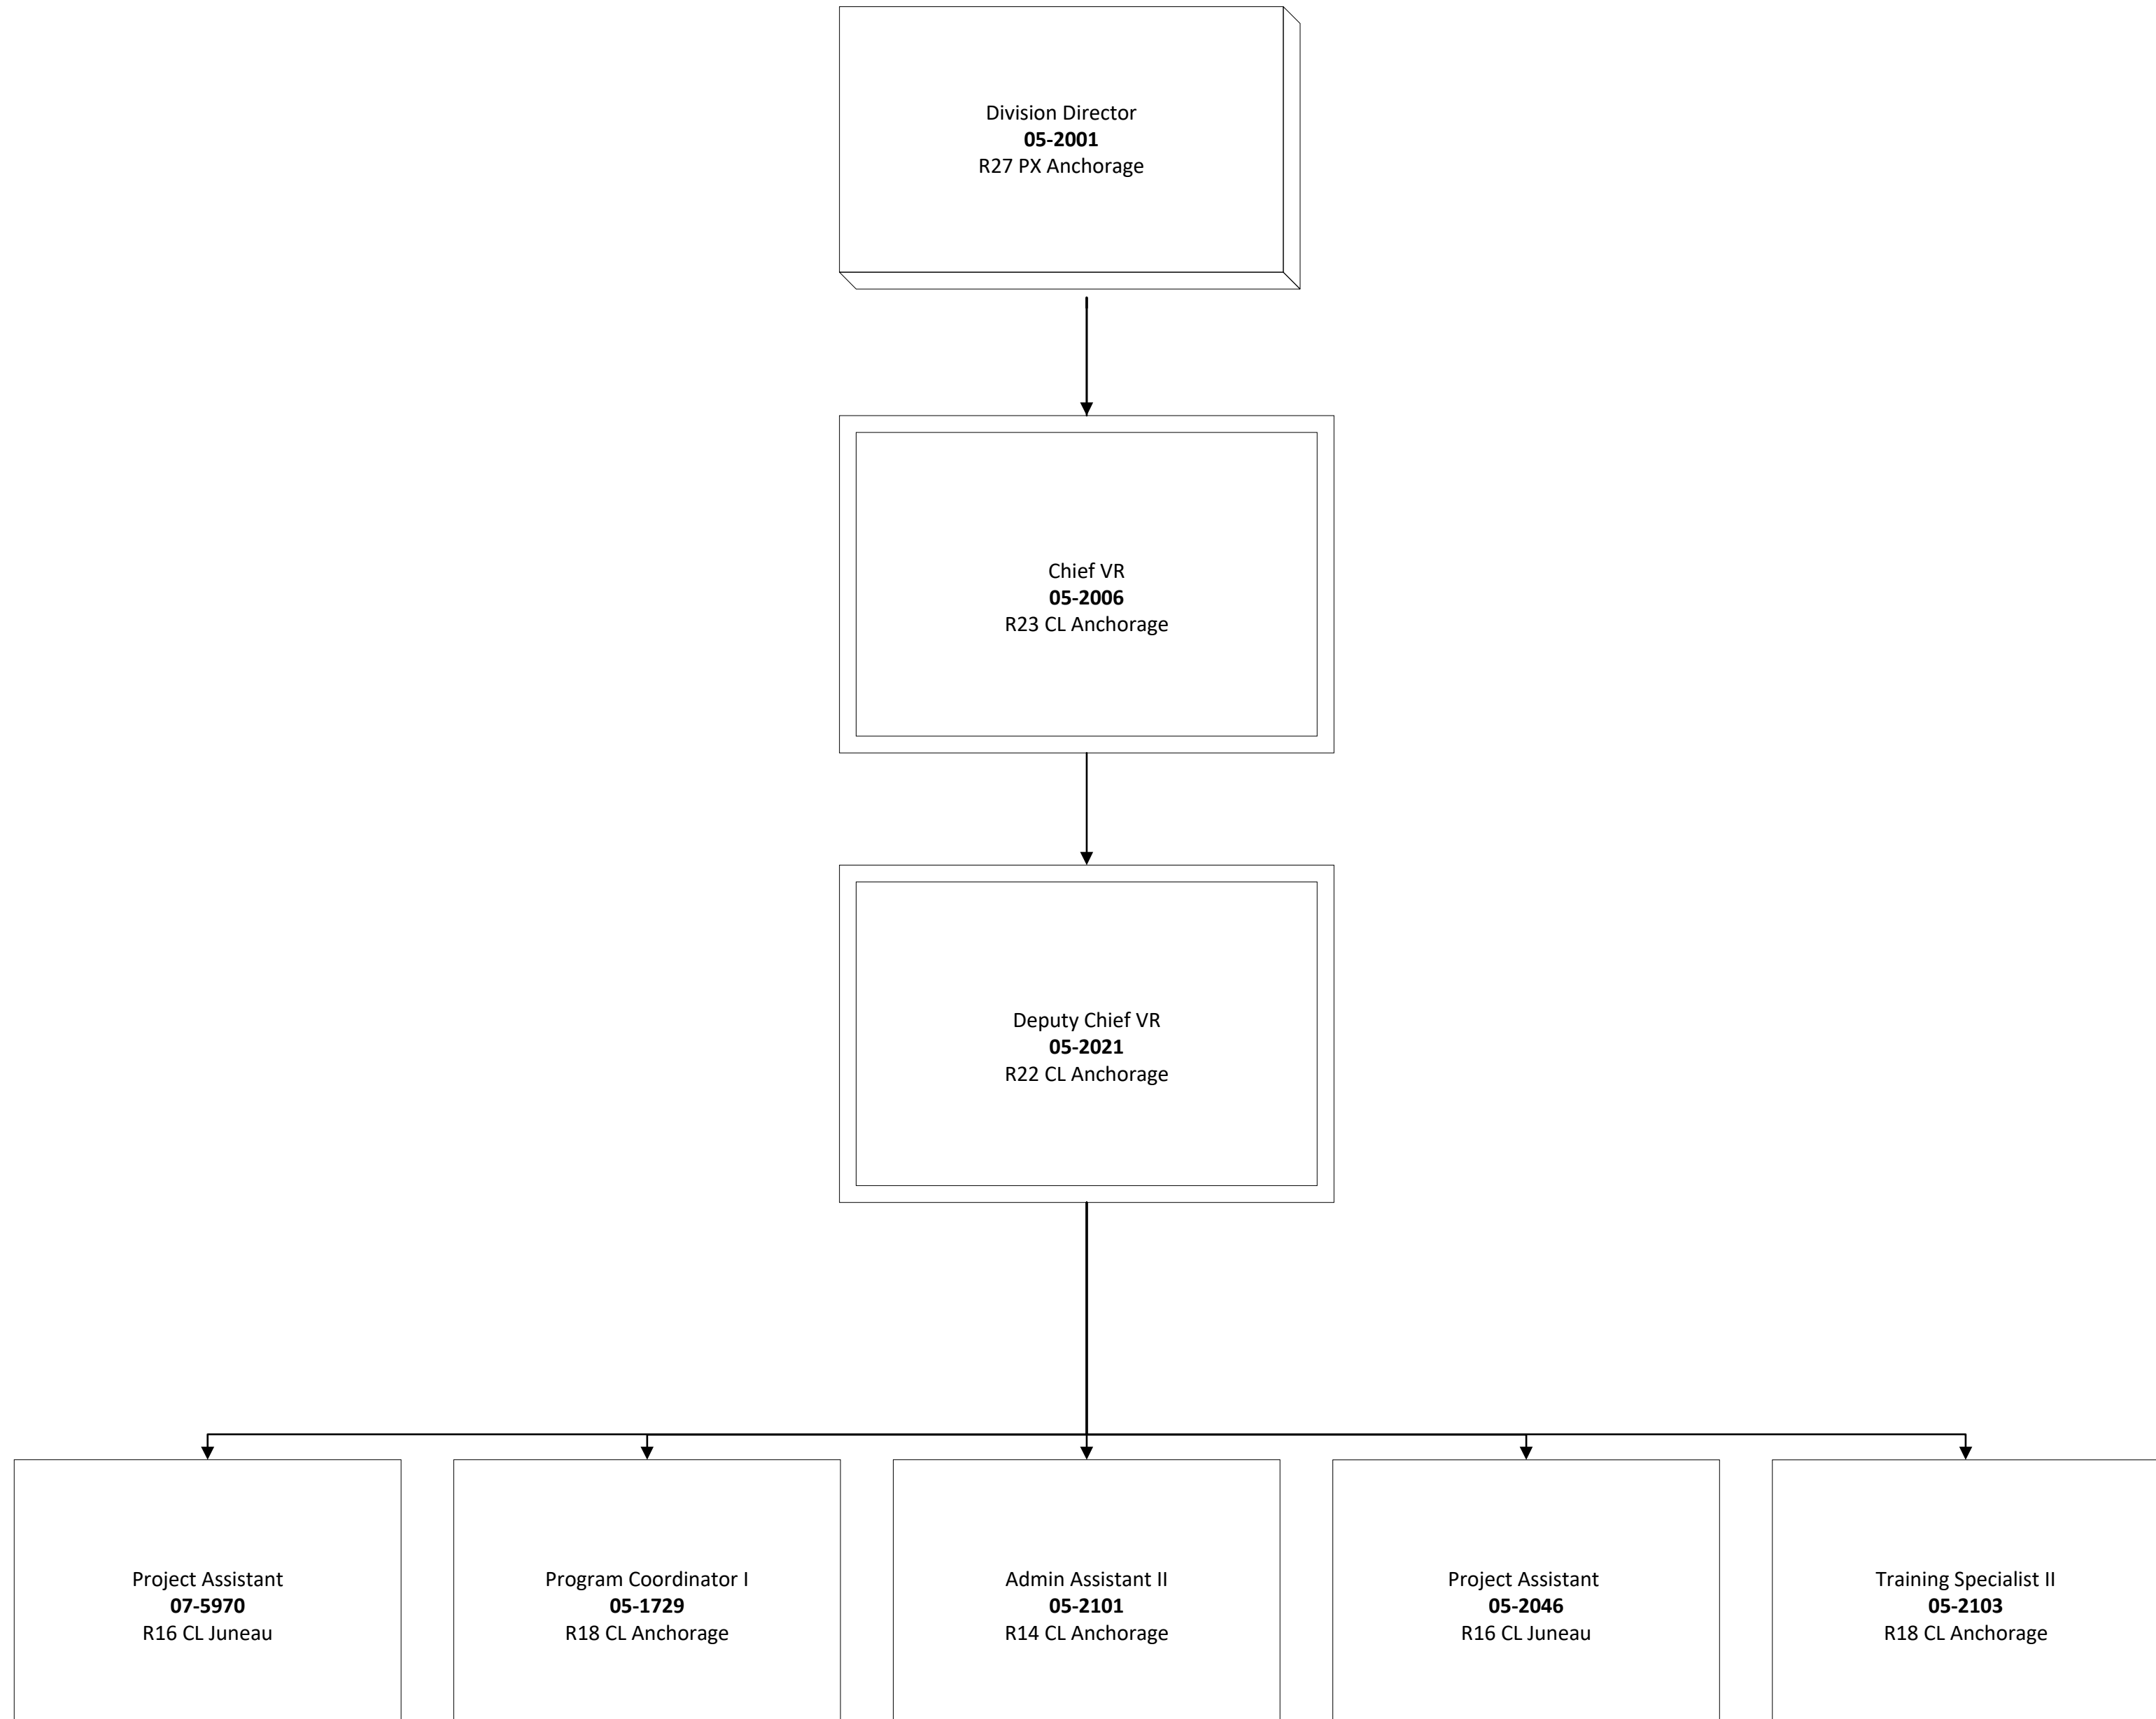 Division Director
05-2001
R27 PX Anchorage
Chief VR
05-2006
R23 CL Anchorage
Deputy Chief VR
05-2021
R22 CL Anchorage
Project Assistant
07-5970
R16 CL Juneau
Program Coordinator I
05-1729
R18 CL Anchorage
Admin Assistant II
05-2101
R14 CL Anchorage
Project Assistant
05-2046
R16 CL Juneau
Training Specialist II
05-2103
R18 CL Anchorage